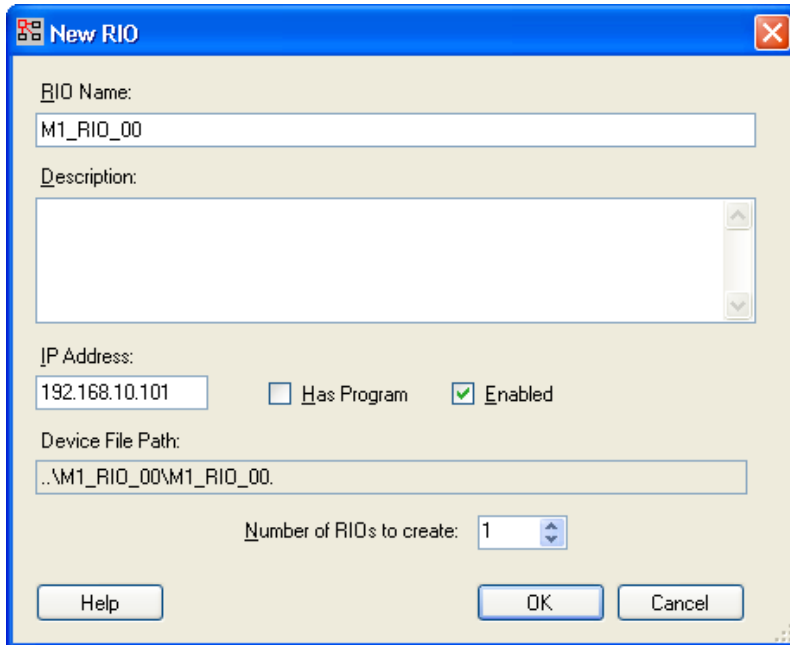 New RIO
RIO Name:
M1_RIO_00
Description:
IP Address:
192.168.10.101 Has Program Enabled
Device File Path:
..\M1_RIO_00\M1_RIO_00.
Number of RIOs to create: 1
Help OK Cancel